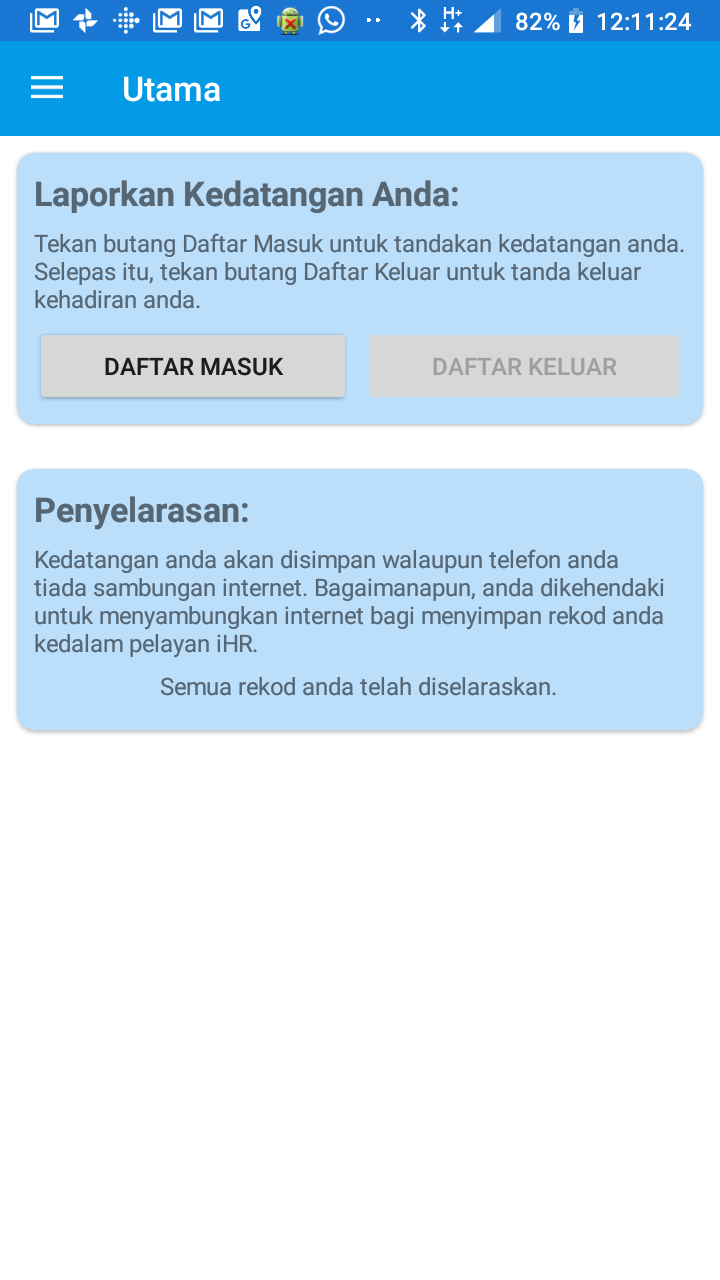 H+ 82% 12:11:24
Utama
Laporkan Kedatangan Anda:
Tekan butang Daftar Masuk untuk tandakan kedatangan anda.
Selepas itu, tekan butang Daftar Keluar untuk tanda keluar
kehadiran anda.
DAFTAR MASUK DAFTAR KELUAR
Penyelarasan:
Kedatangan anda akan disimpan walaupun telefon anda
tiada sambungan internet. Bagaimanapun, anda dikehendaki
untuk menyambungkan internet bagi menyimpan rekod anda
kedalam pelayan iHR.
Semua rekod anda telah diselaraskan.